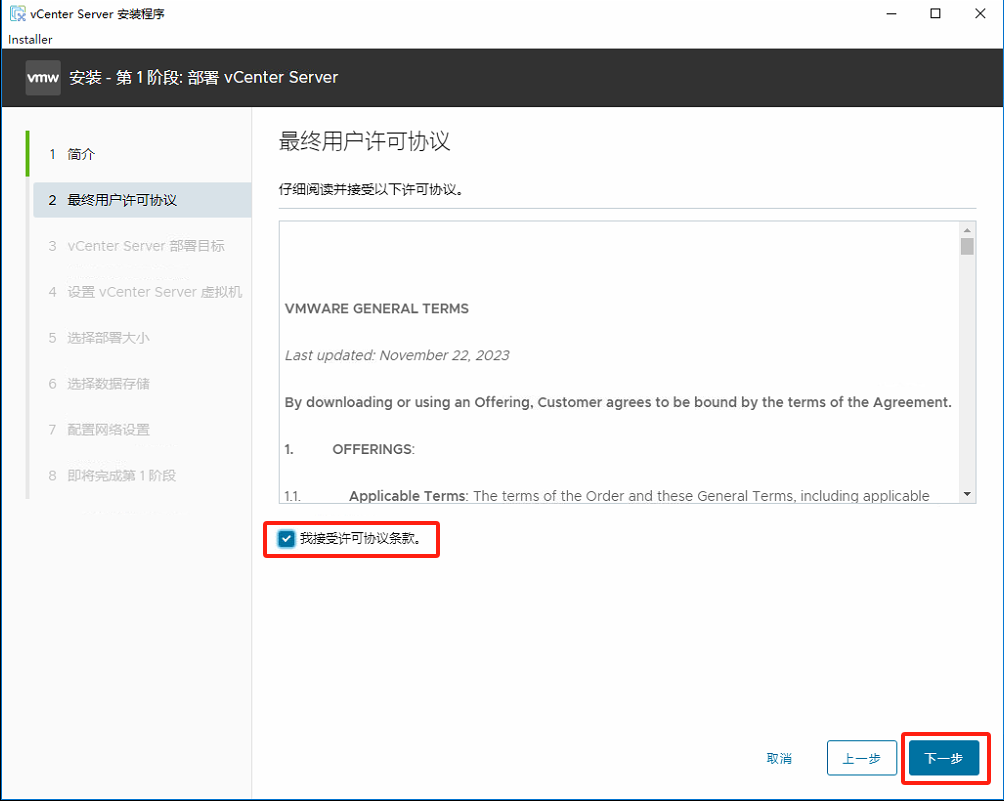 vCenter Server 安装程序
Installer
vmw 安装 - 第 1 阶段: 部署 vCenter Server
1 简介
2 最终用户许可协议
3 vCenter Server 部署目标
4 设置 vCenter Server 虚拟机
5 选择部署大小
6 选择数据存储
7 配置网络设置
8 即将完成第 1 阶段
最终用户许可协议
仔细阅读并接受以下许可协议。
VMWARE GENERAL TERMS
Last updated: November 22, 2023
By downloading or using an Offering, Customer agrees to be bound by the terms of the Agreement.
1. OFFERINGS:
1.1. Applicable Terms: The terms of the Order and these General Terms, including applicable
我接受许可协议条款。
取消 上一步 下一步